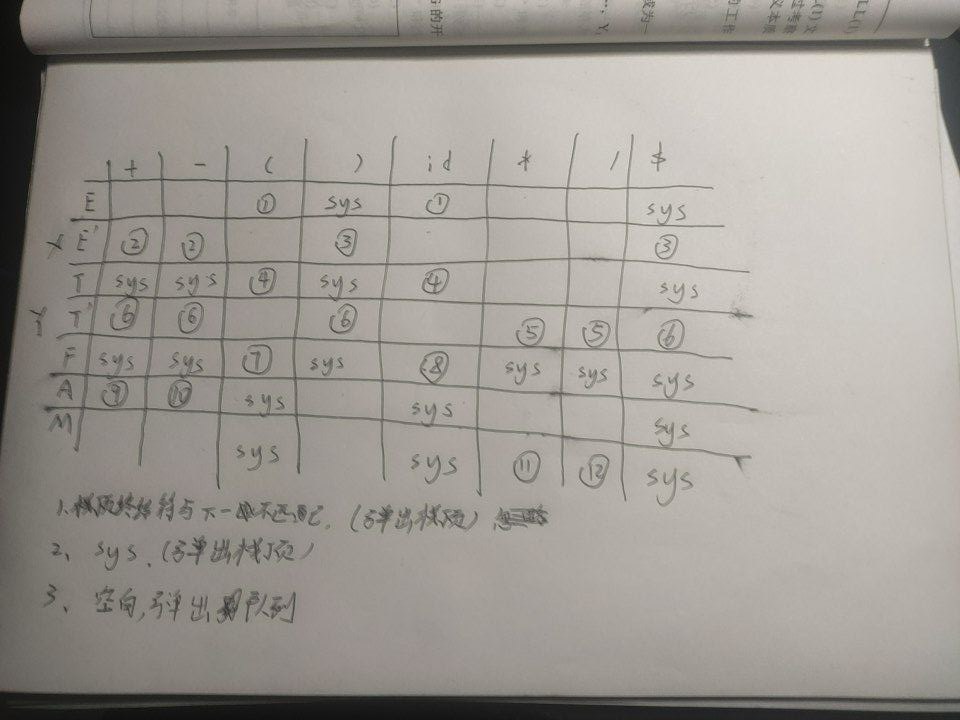 + - ( ) id * / $
E ① sys ① sys
E' ② ② ③ ③
T sys sys ④ sys ④ sys
T' ⑥ ⑥ ⑥ ⑤ ⑤ ⑥
F sys sys ⑦ sys ⑧ sys sys sys
A ⑨ ⑩ sys sys sys
M sys sys ⑪ ⑫ sys
1.栈顶终结符与下一 不匹配.(弹出栈顶)
2、sys.(弹出栈顶)
3、空白,弹出 队列